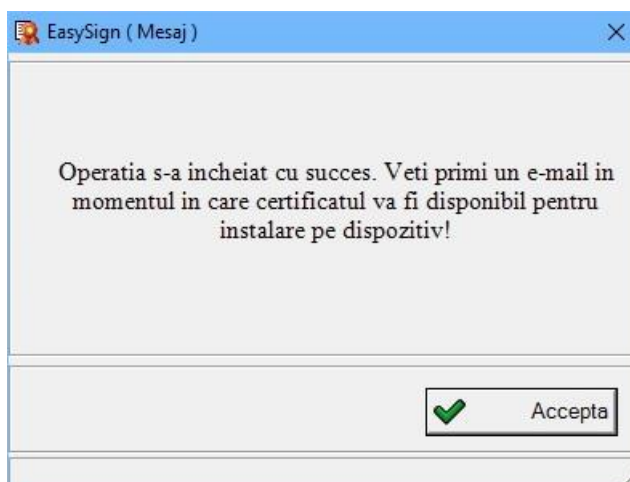 EasySign ( Mesaj )
Operatia s-a incheiat cu succes. Veti primi un e-mail in
momentul in care certificatul va fi disponibil pentru
instalare pe dispozitiv!
Accepta